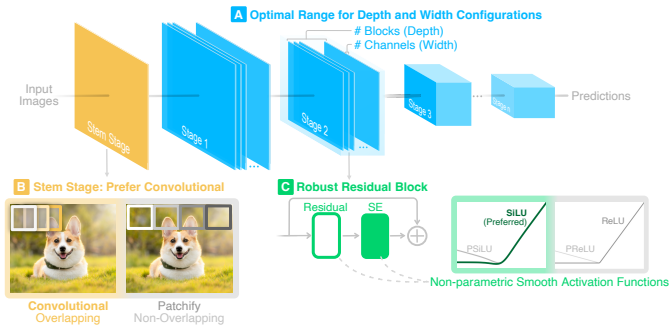 A Optimal Range for Depth and Width Configurations
# Blocks (Depth)
# Channels (Width)
Input
Images
Stem Stage
Stage 1
...
Stage 2
...
Stage 3
...
Stage n
Predictions
B Stem Stage: Prefer Convolutional
C Robust Residual Block
Residual
SE
SiLU
(Preferred)
PSiLU
ReLU
PReLU
Non-parametric Smooth Activation Functions
Convolutional
Overlapping
Patchify
Non-Overlapping